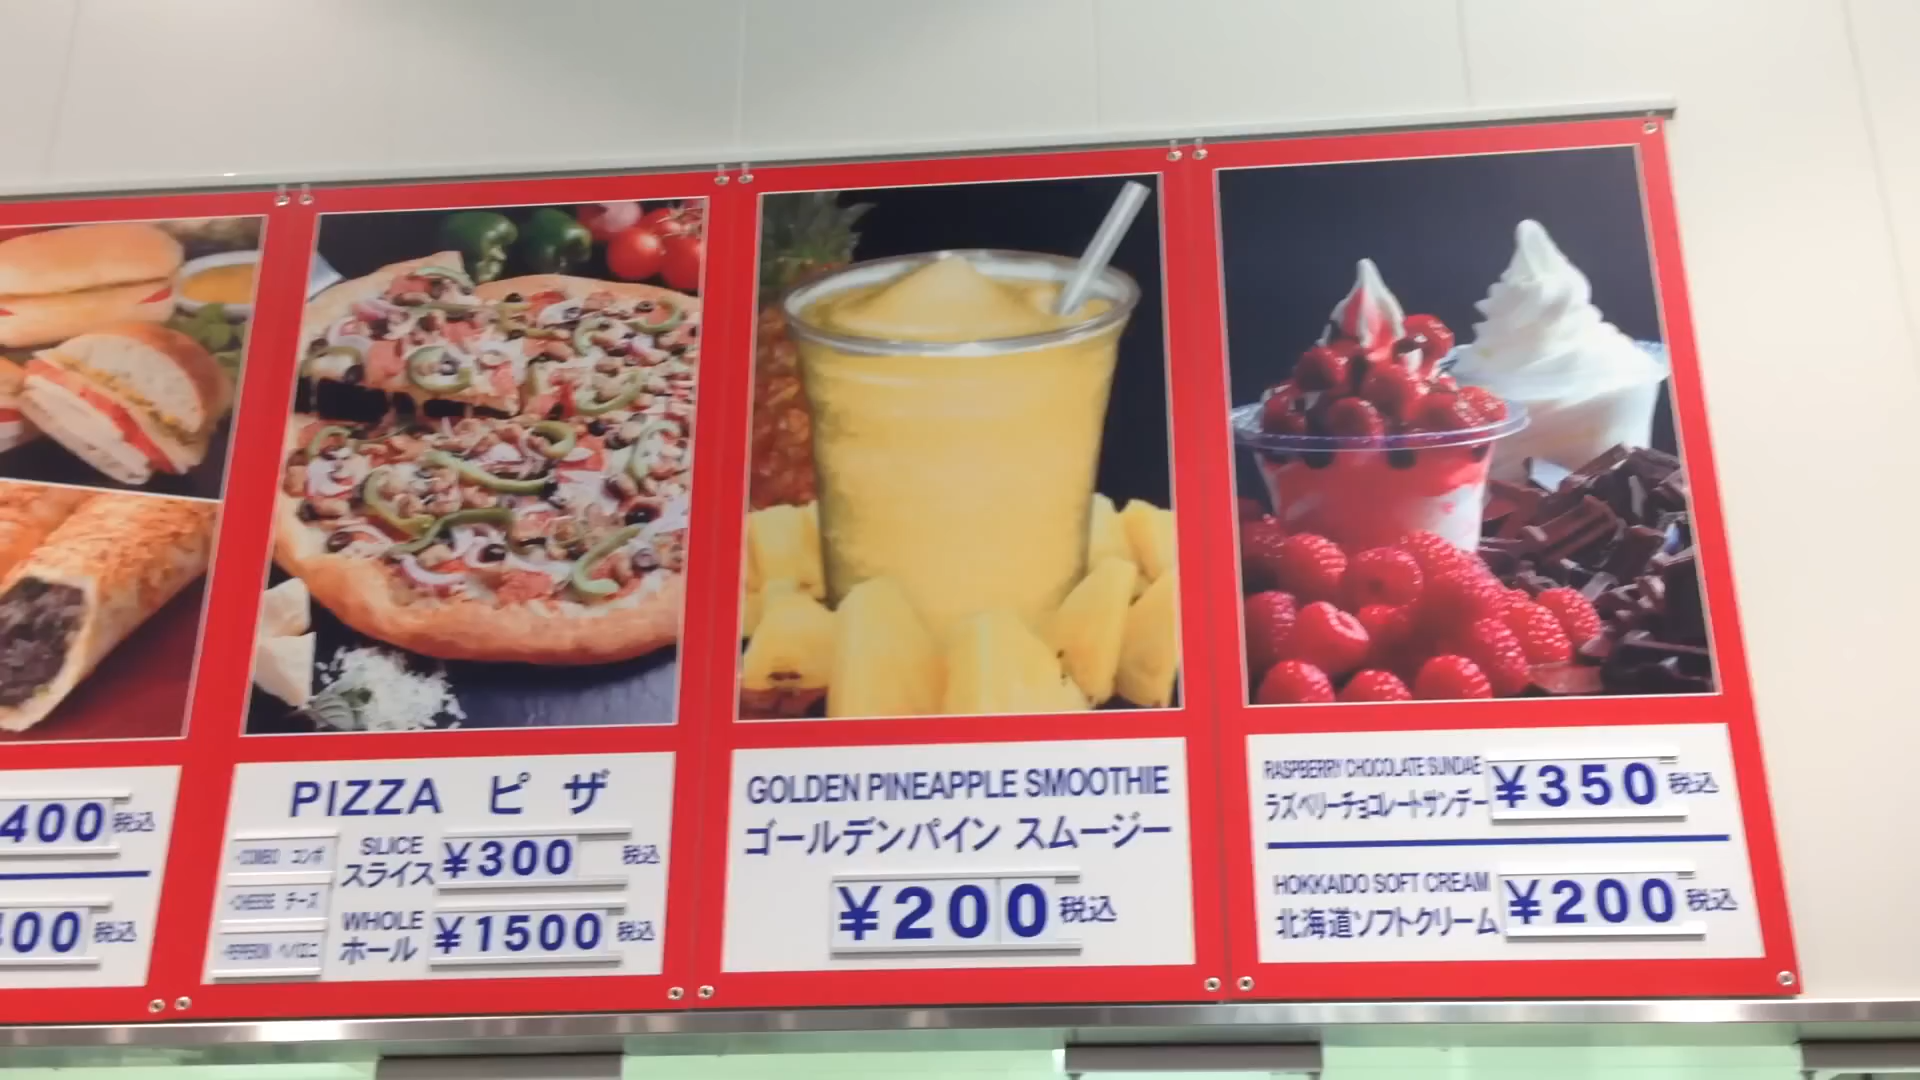 400 税込
00 税込
PIZZA ピザ
・COMBO コンボ
・CHEESE チーズ
SLICE
スライス ¥300 税込
WHOLE
ホール ¥1500 税込
GOLDEN PINEAPPLE SMOOTHIE
ゴールデンパイン スムージー
¥200 税込
RASPBERRY CHOCOLATE SUNDAE
ラズベリーチョコレートサンデー ¥350 税込
HOKKAIDO SOFT CREAM
北海道ソフトクリーム ¥200 税込